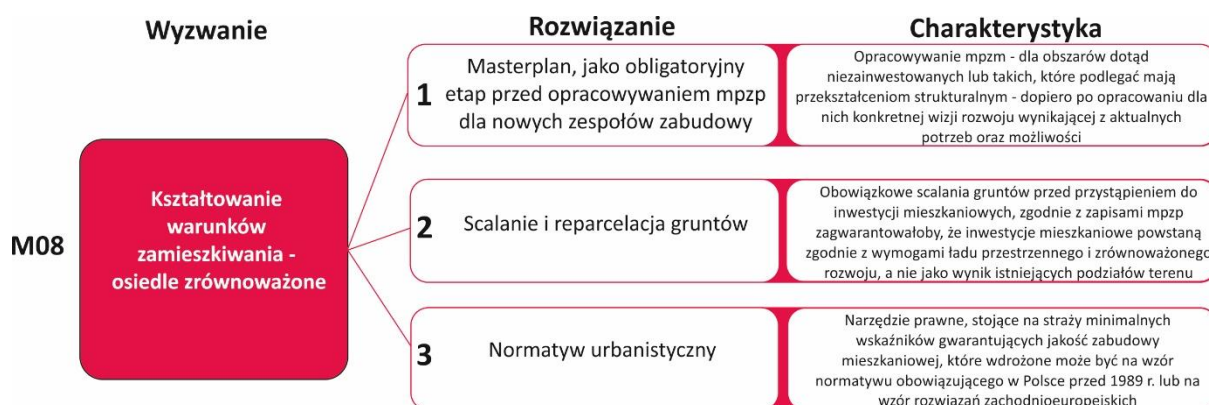 Wyzwanie
Rozwiązanie
Charakterystyka
M08
Kształtowanie
warunków
zamieszkiwania -
osiedle zrównoważone
1
Masterplan, jako obligatoryjny
etap przed opracowywaniem mpzp
dla nowych zespołów zabudowy
Opracowywanie mpzm - dla obszarów dotąd
niezainwestowanych lub takich, które podlegać mają
przekształceniom strukturalnym - dopiero po opracowaniu dla
nich konkretnej wizji rozwoju wynikającej z aktualnych
potrzeb oraz możliwości
2
Scalanie i reparcelacja gruntów
Obowiązkowe scalania gruntów przed przystąpieniem do
inwestycji mieszkaniowych, zgodnie z zapisami mpzp
zagwarantowałoby, że inwestycje mieszkaniowe powstaną
zgodnie z wymogami ładu przestrzennego i zrównoważonego
rozwoju, a nie jako wynik istniejących podziałów terenu
3
Normatyw urbanistyczny
Narzędzie prawne, stojące na straży minimalnych
wskaźników gwarantujących jakość zabudowy
mieszkaniowej, które wdrożone może być na wzór
normatywu obowiązującego w Polsce przed 1989 r. lub na
wzór rozwiązań zachodnioeuropejskich